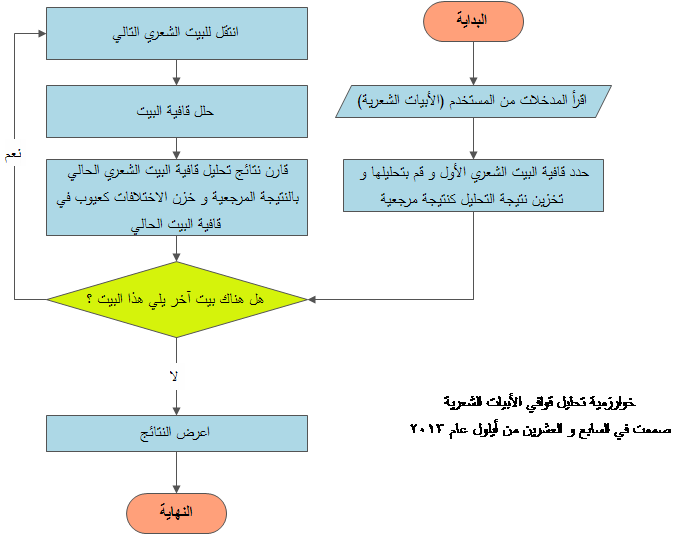 البداية
اقرأ المدخلات من المستخدم (الأبيات الشعرية)
حدد قافية البيت الشعري الأول و قم بتحليلها و
تخزين نتيجة التحليل كنتيجة مرجعية
انتقل للبيت الشعري التالي
حلل قافية البيت
قارن نتائج تحليل قافية البيت الشعري الحالي
بالنتيجة المرجعية و خزن الاختلافات كعيوب في
قافية البيت الحالي
هل هناك بيت آخر يلي هذا البيت ؟
نعم
لا
اعرض النتائج
النهاية
خوارزمية تحليل قوافي الأبيات الشعرية
صممت في السابع و العشرين من أيلول عام ٢٠١٣